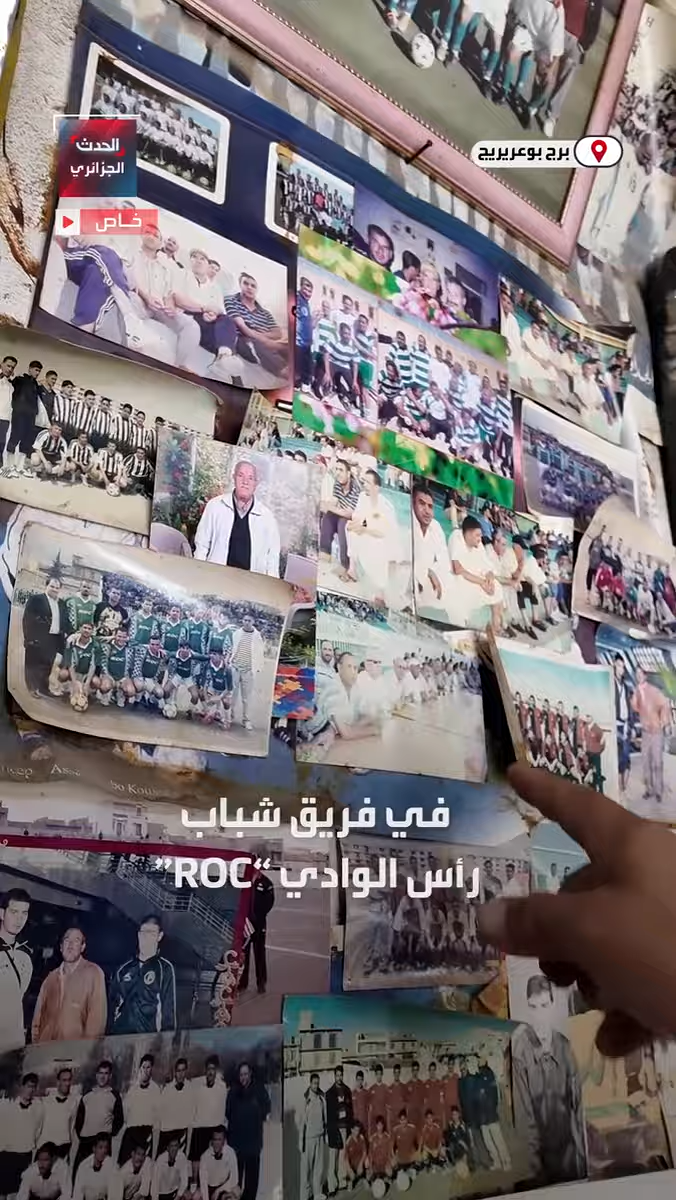 الحدث
الجزائري
خاص
برج بوعريريج
في فريق شباب
رأس الوادي “ROC”